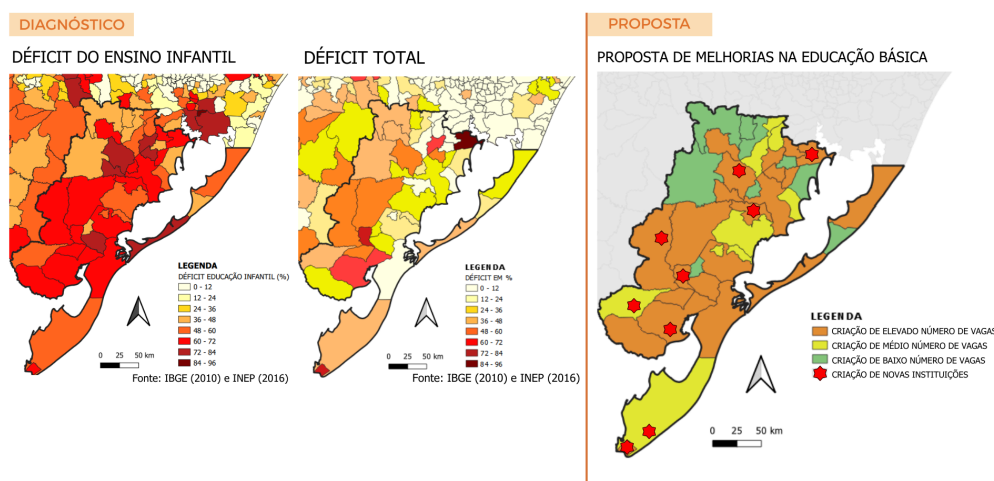 DIAGNÓSTICO
PROPOSTA
DÉFICIT DO ENSINO INFANTIL
DÉFICIT TOTAL
PROPOSTA DE MELHORIAS NA EDUCAÇÃO BÁSICA
LEGENDA
DÉFICIT EDUCAÇÃO INFANTIL (%)
0 - 12
12 - 24
24 - 36
36 - 48
48 - 60
60 - 72
72 - 84
84 - 96
0 25 50 km
Fonte: IBGE (2010) e INEP (2016)
LEGENDA
DÉFICIT EM %
0 - 12
12 - 24
24 - 36
36 - 48
48 - 60
60 - 72
72 - 84
84 - 96
0 25 50 km
Fonte: IBGE (2010) e INEP (2016)
LEGENDA
CRIAÇÃO DE ELEVADO NÚMERO DE VAGAS
CRIAÇÃO DE MÉDIO NÚMERO DE VAGAS
CRIAÇÃO DE BAIXO NÚMERO DE VAGAS
CRIAÇÃO DE NOVAS INSTITUIÇÕES
0 25 50 km